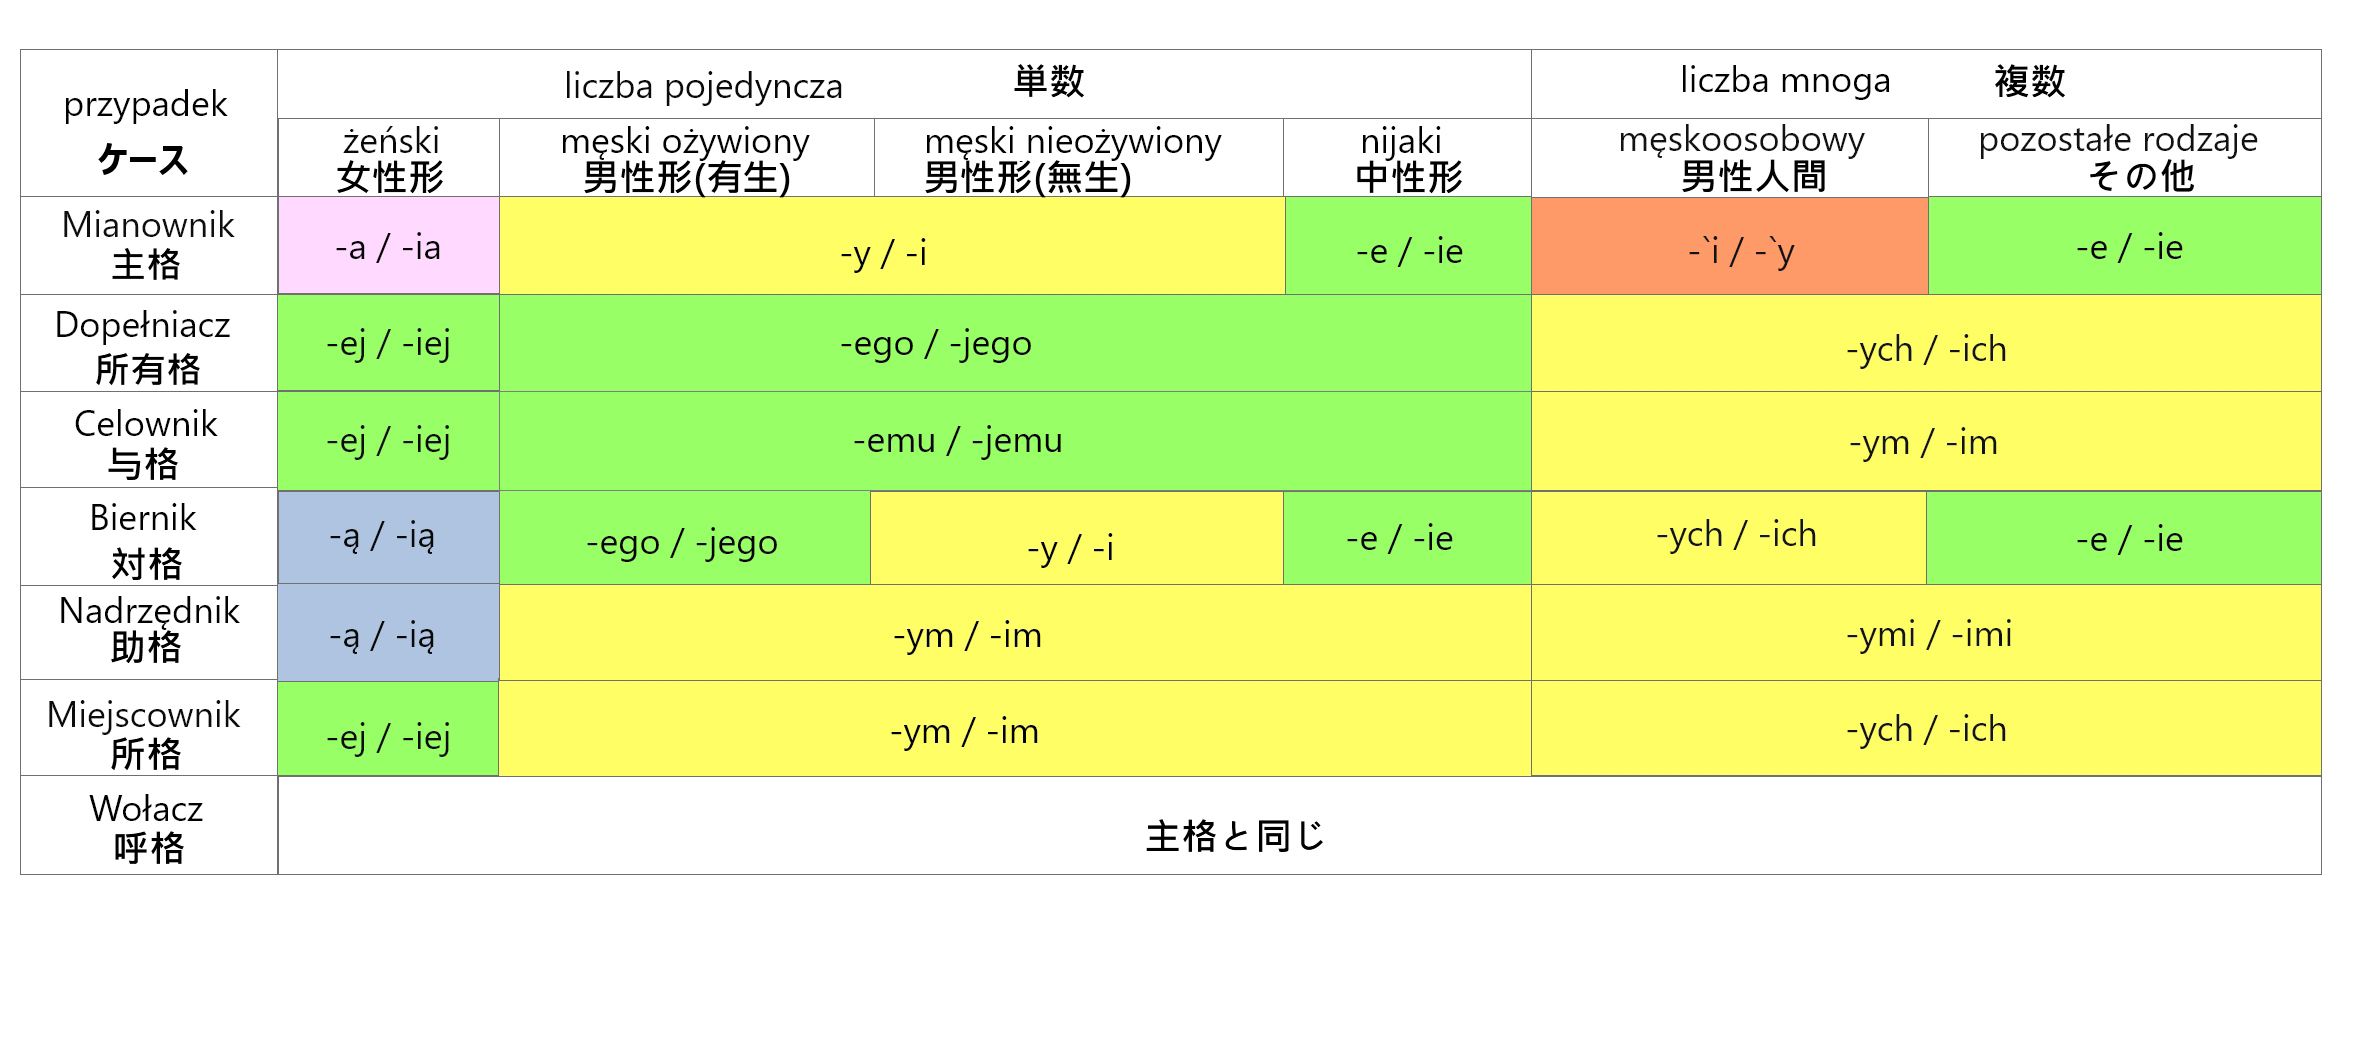 przypadek
ケース
liczba pojedyncza 単数
liczba mnoga 複数
żeński
女性形
męski ożywiony
男性形(有生)
męski nieożywiony
男性形(無生)
nijaki
中性形
męskoosobowy
男性人間
pozostałe rodzaje
その他
Mianownik
主格
-a / -ia
-y / -i
-e / -ie
-`i / -`y
-e / -ie
Dopełniacz
所有格
-ej / -iej
-ego / -jego
-ych / -ich
Celownik
与格
-ej / -iej
-emu / -jemu
-ym / -im
Biernik
対格
-ą / -ią
-ego / -jego
-y / -i
-e / -ie
-ych / -ich
-e / -ie
Nadrzędnik
助格
-ą / -ią
-ym / -im
-ymi / -imi
Miejscownik
所格
-ej / -iej
-ym / -im
-ych / -ich
Wołacz
呼格
主格と同じ